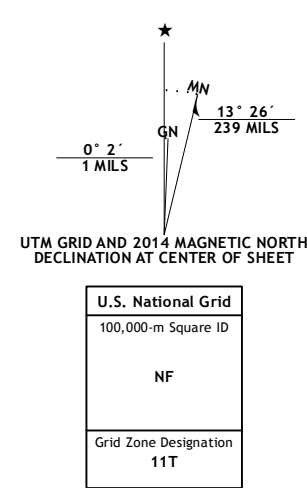 ★
MN
GN
13° 26´
239 MILS
0° 2´
1 MILS
UTM GRID AND 2014 MAGNETIC NORTH
DECLINATION AT CENTER OF SHEET
U.S. National Grid
100,000-m Square ID
NF
Grid Zone Designation
11T